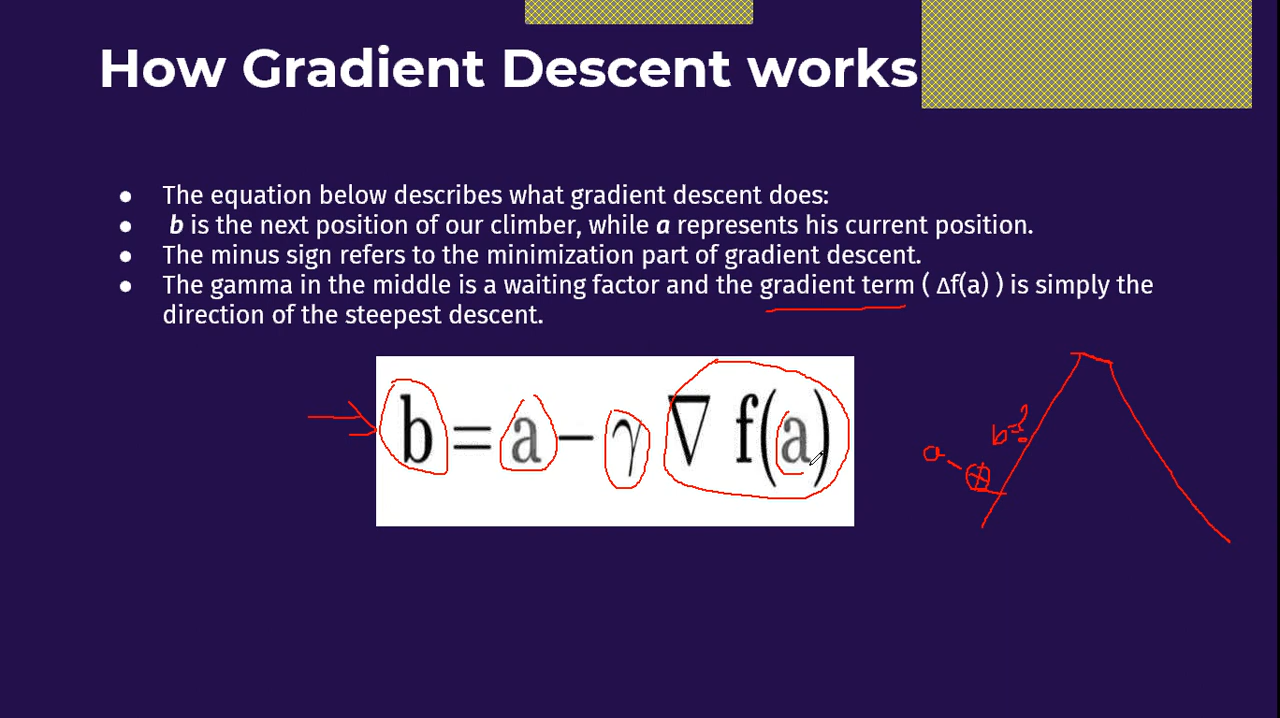 How Gradient Descent works
● The equation below describes what gradient descent does:
● b is the next position of our climber, while a represents his current position.
● The minus sign refers to the minimization part of gradient descent.
● The gamma in the middle is a waiting factor and the gradient term ( Δf(a) ) is simply the
direction of the steepest descent.
b = a − γ ∇ f(a)
b=?
a